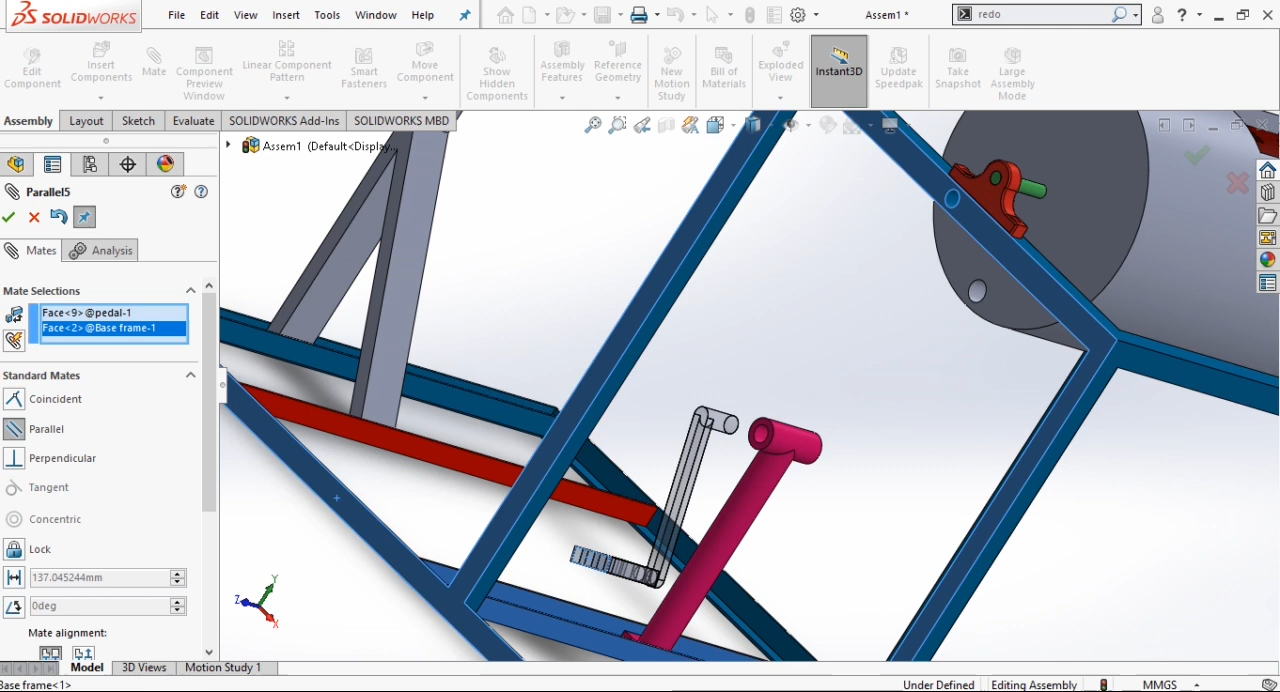 SOLIDWORKS File Edit View Insert Tools Window Help Assem1 * redo ?
Edit Component
Insert Components
Mate
Component Preview Window
Linear Component Pattern
Smart Fasteners
Move Component
Show Hidden Components
Assembly Features
Reference Geometry
New Motion Study
Bill of Materials
Exploded View
Instant3D
Update Speedpak
Take Snapshot
Large Assembly Mode
Assembly Layout Sketch Evaluate SOLIDWORKS Add-Ins SOLIDWORKS MBD
Assem1 (Default<Display...
Parallel5
Mates Analysis
Mate Selections
Face<9>@pedal-1
Face<2>@Base frame-1
Standard Mates
Coincident
Parallel
Perpendicular
Tangent
Concentric
Lock
137.045244mm
0deg
Mate alignment:
Y
Z
X
Model 3D Views Motion Study 1
Base frame<1> Under Defined Editing Assembly MMGS